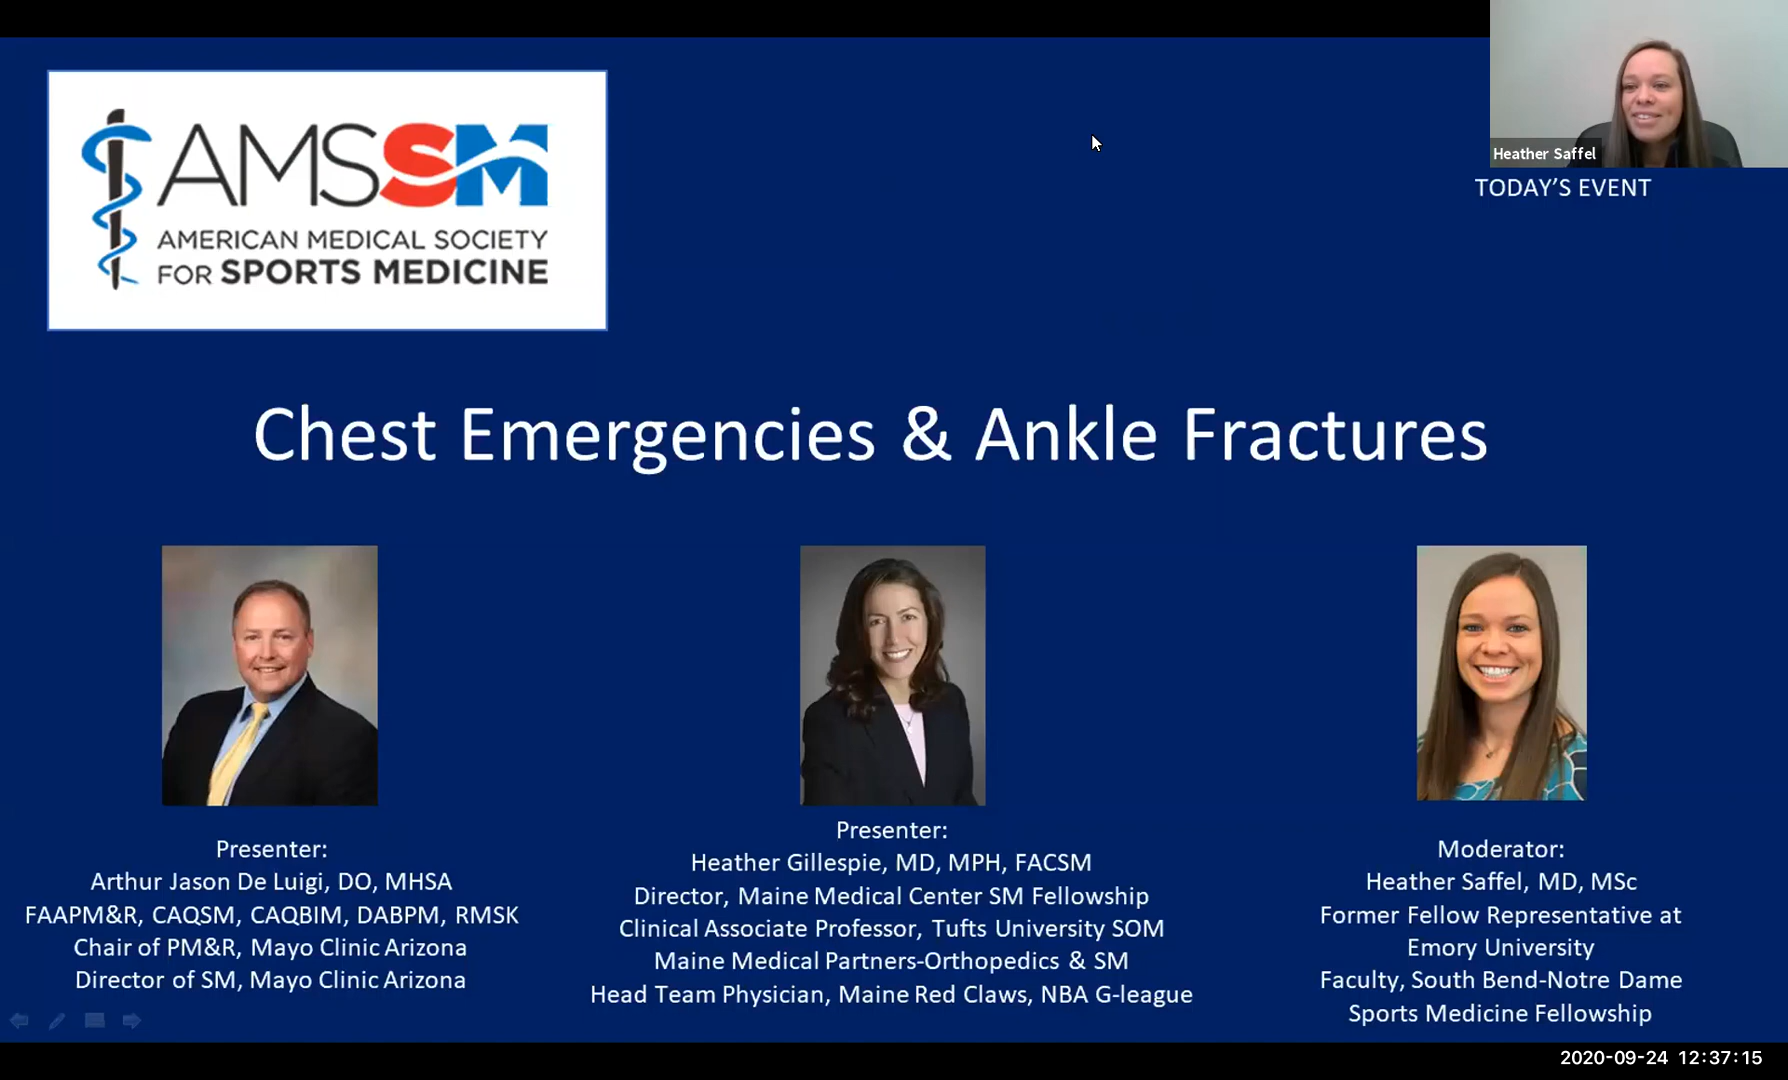 AMSSM
AMERICAN MEDICAL SOCIETY
FOR SPORTS MEDICINE
Heather Saffel
TODAY'S EVENT
Chest Emergencies & Ankle Fractures
Presenter:
Arthur Jason De Luigi, DO, MHSA
FAAPM&R, CAQSM, CAQBIM, DABPM, RMSK
Chair of PM&R, Mayo Clinic Arizona
Director of SM, Mayo Clinic Arizona
Presenter:
Heather Gillespie, MD, MPH, FACSM
Director, Maine Medical Center SM Fellowship
Clinical Associate Professor, Tufts University SOM
Maine Medical Partners-Orthopedics & SM
Head Team Physician, Maine Red Claws, NBA G-league
Moderator:
Heather Saffel, MD, MSc
Former Fellow Representative at
Emory University
Faculty, South Bend-Notre Dame
Sports Medicine Fellowship
2020-09-24 12:37:15